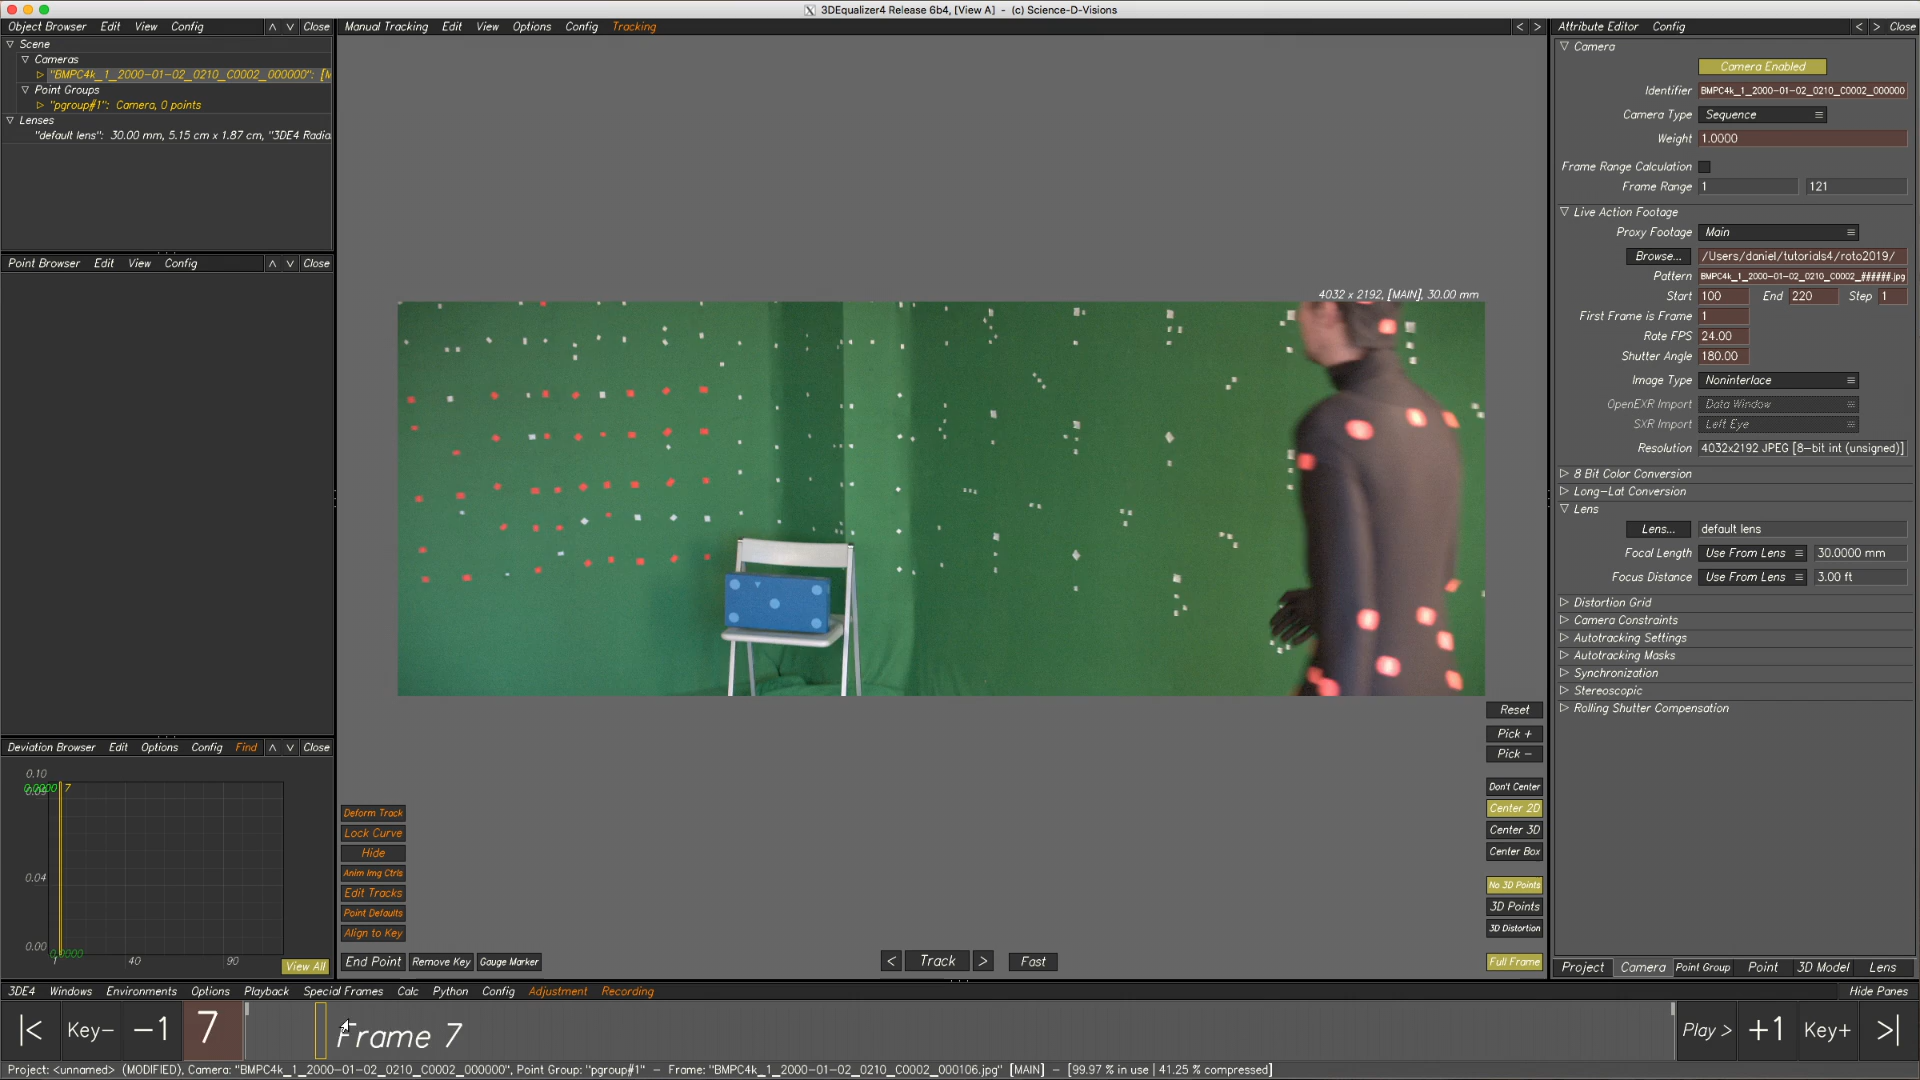 3DEqualizer4 Release 6b4, [View A]  -  (c) Science-D-Visions
Object Browser Edit View Config Close
Scene
Cameras
"BMPC4k_1_2000-01-02_0210_C0002_000000": [M
Point Groups
"pgroup#1": Camera, 0 points
Lenses
"default lens": 30.00 mm, 5.15 cm x 1.87 cm, "3DE4 Radia
Point Browser Edit View Config Close
Deviation Browser Edit Options Config Find Close
0.10
0.0000 7
0.04
0.00
0.0000
1 40 90
View All
Manual Tracking Edit View Options Config Tracking < >
4032 x 2192, [MAIN], 30.00 mm
Reset
Pick +
Pick -
Don't Center
Center 2D
Center 3D
Center Box
No 3D Points
3D Points
3D Distortion
Full Frame
Deform Track
Lock Curve
Hide
Anim Img Ctrls
Edit Tracks
Point Defaults
Align to Key
End Point Remove Key Gauge Marker < Track > Fast
Attribute Editor Config < > Close
Camera
Camera Enabled
Identifier BMPC4k_1_2000-01-02_0210_C0002_000000
Camera Type Sequence
Weight 1.0000
Frame Range Calculation
Frame Range 1 121
Live Action Footage
Proxy Footage Main
Browse... /Users/daniel/tutorials4/roto2019/
Pattern BMPC4k_1_2000-01-02_0210_C0002_######.jpg
Start 100 End 220 Step 1
First Frame is Frame 1
Rate FPS 24.00
Shutter Angle 180.00
Image Type Noninterlace
OpenEXR Import Data Window
SXR Import Left Eye
Resolution 4032x2192 JPEG [8-bit int (unsigned)]
8 Bit Color Conversion
Long-Lat Conversion
Lens
Lens... default lens
Focal Length Use From Lens 30.0000 mm
Focus Distance Use From Lens 3.00 ft
Distortion Grid
Camera Constraints
Autotracking Settings
Autotracking Masks
Synchronization
Stereoscopic
Rolling Shutter Compensation
Project Camera Point Group Point 3D Model Lens
3DE4 Windows Environments Options Playback Special Frames Calc Python Config Adjustment Recording Hide Panes
|< Key- -1 7 Frame 7 Play > +1 Key+ >|
Project: <unnamed>  (MODIFIED), Camera: "BMPC4k_1_2000-01-02_0210_C0002_000000", Point Group: "pgroup#1"  -  Frame: "BMPC4k_1_2000-01-02_0210_C0002_000106.jpg"  [MAIN]  -  [99.97 % in use | 41.25 % compressed]